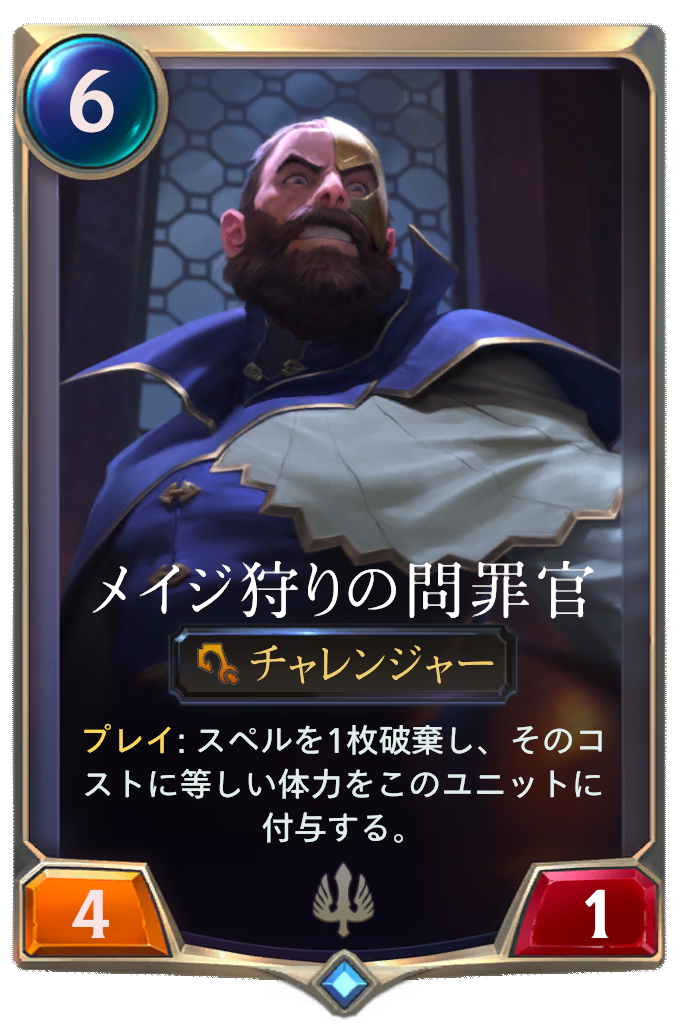 6
メイジ狩りの問罪官
チャレンジャー
プレイ: スペルを1枚破棄し、そのコ
ストに等しい体力をこのユニットに
付与する。
4
1